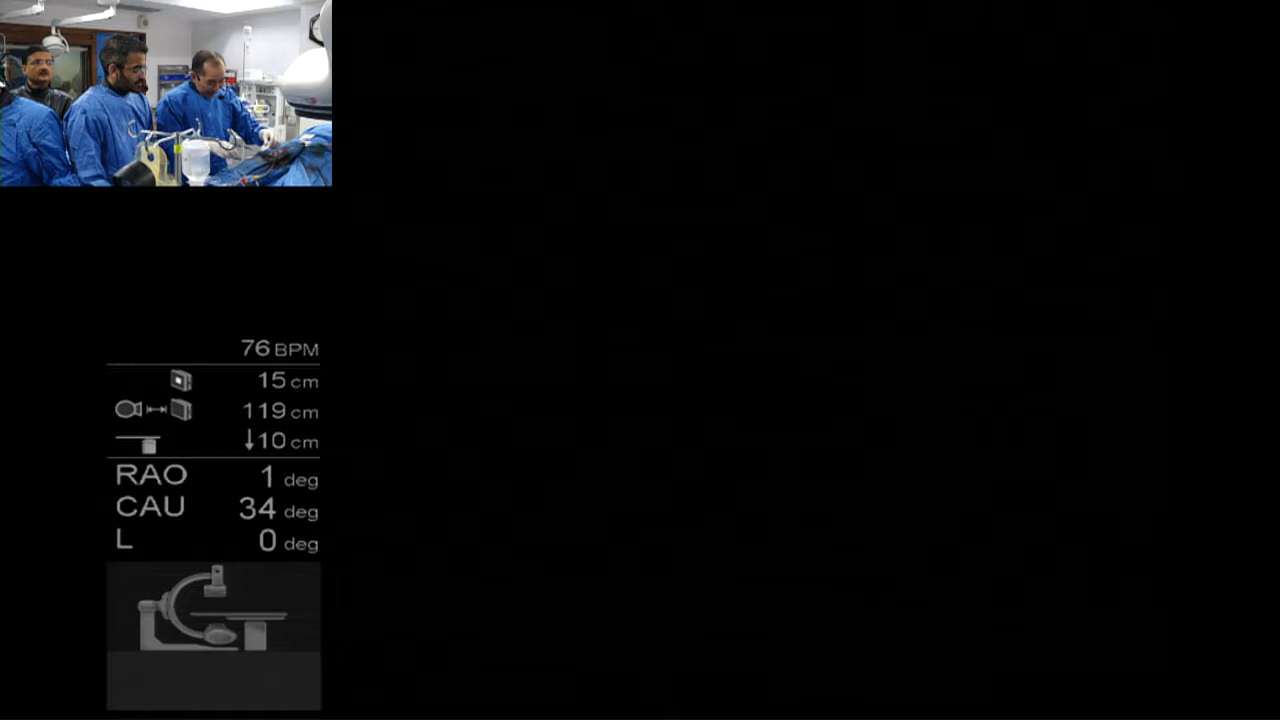 76 BPM
15 cm
119 cm
↓10 cm
RAO 1 deg
CAU 34 deg
L 0 deg